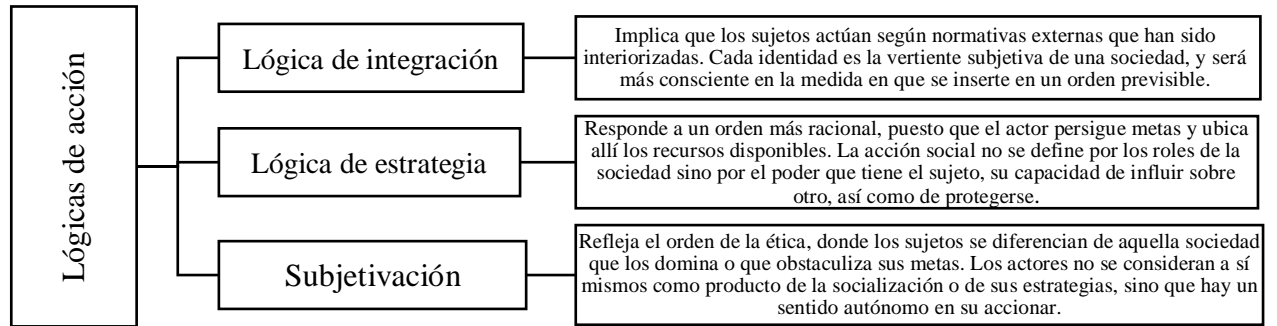 Lógicas de acción
Lógica de integración
Implica que los sujetos actúan según normativas externas que han sido
interiorizadas. Cada identidad es la vertiente subjetiva de una sociedad, y será
más consciente en la medida en que se inserte en un orden previsible.
Lógica de estrategia
Responde a un orden más racional, puesto que el actor persigue metas y ubica
allí los recursos disponibles. La acción social no se define por los roles de la
sociedad sino por el poder que tiene el sujeto, su capacidad de influir sobre
otro, así como de protegerse.
Subjetivación
Refleja el orden de la ética, donde los sujetos se diferencian de aquella sociedad
que los domina o que obstaculiza sus metas. Los actores no se consideran a sí
mismos como producto de la socialización o de sus estrategias, sino que hay un
sentido autónomo en su accionar.